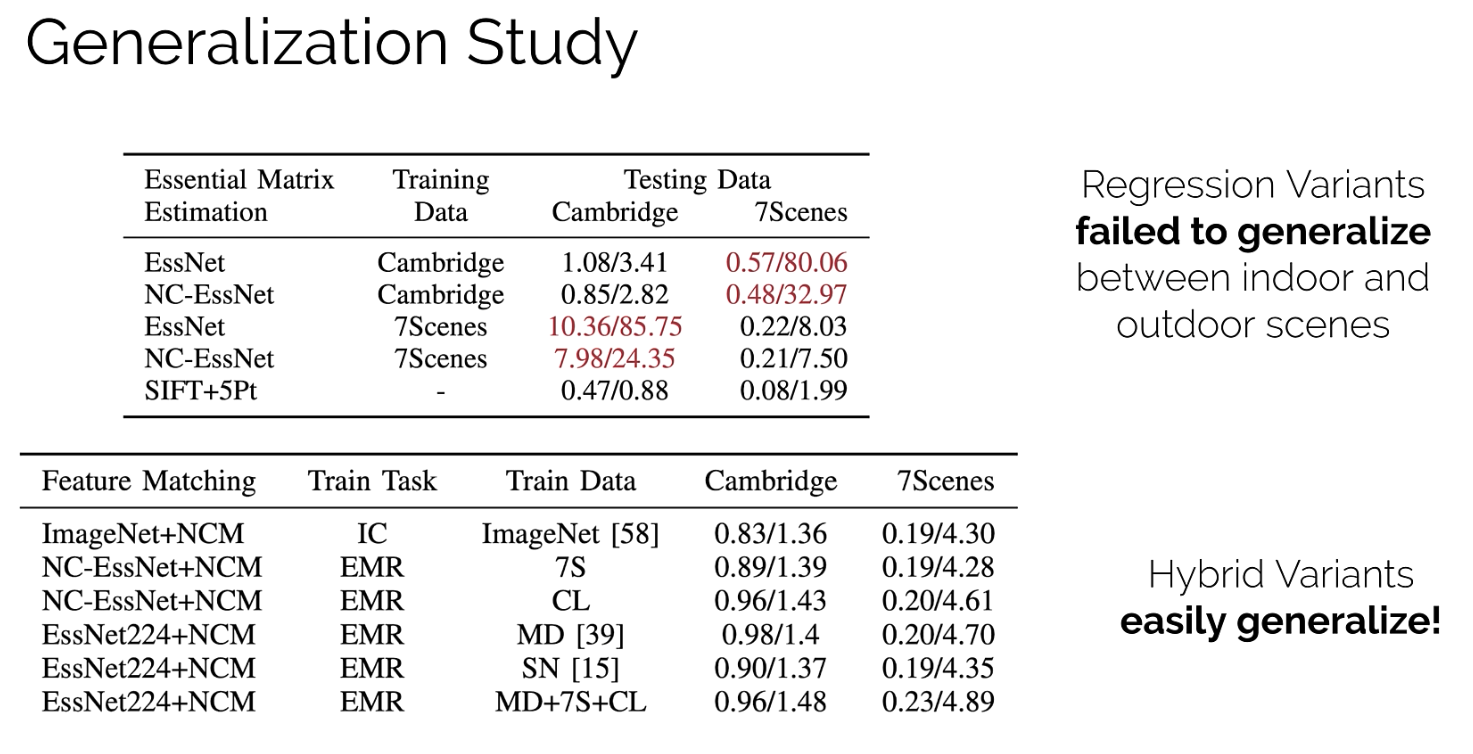 Generalization Study
Essential Matrix Training Testing Data
Estimation Data Cambridge 7Scenes
EssNet Cambridge 1.08/3.41 0.57/80.06
NC-EssNet Cambridge 0.85/2.82 0.48/32.97
EssNet 7Scenes 10.36/85.75 0.22/8.03
NC-EssNet 7Scenes 7.98/24.35 0.21/7.50
SIFT+5Pt - 0.47/0.88 0.08/1.99
Regression Variants
failed to generalize
between indoor and
outdoor scenes
Feature Matching Train Task Train Data Cambridge 7Scenes
ImageNet+NCM IC ImageNet [58] 0.83/1.36 0.19/4.30
NC-EssNet+NCM EMR 7S 0.89/1.39 0.19/4.28
NC-EssNet+NCM EMR CL 0.96/1.43 0.20/4.61
EssNet224+NCM EMR MD [39] 0.98/1.4 0.20/4.70
EssNet224+NCM EMR SN [15] 0.90/1.37 0.19/4.35
EssNet224+NCM EMR MD+7S+CL 0.96/1.48 0.23/4.89
Hybrid Variants
easily generalize!